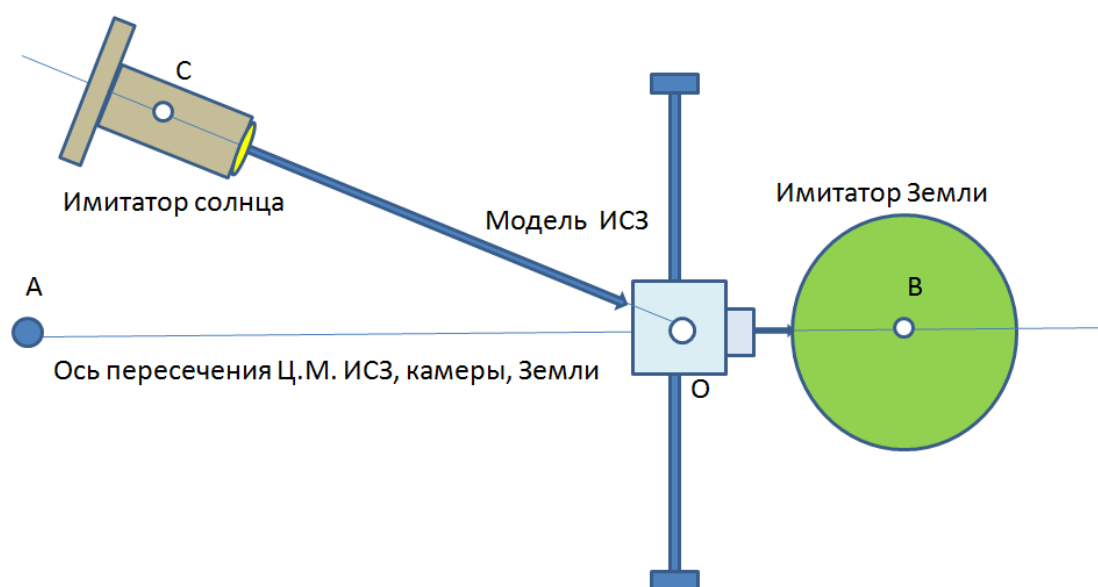 С
Имитатор солнца
Имитатор Земли
Модель ИСЗ
А
В
Ось пересечения Ц.М. ИСЗ, камеры, Земли
О